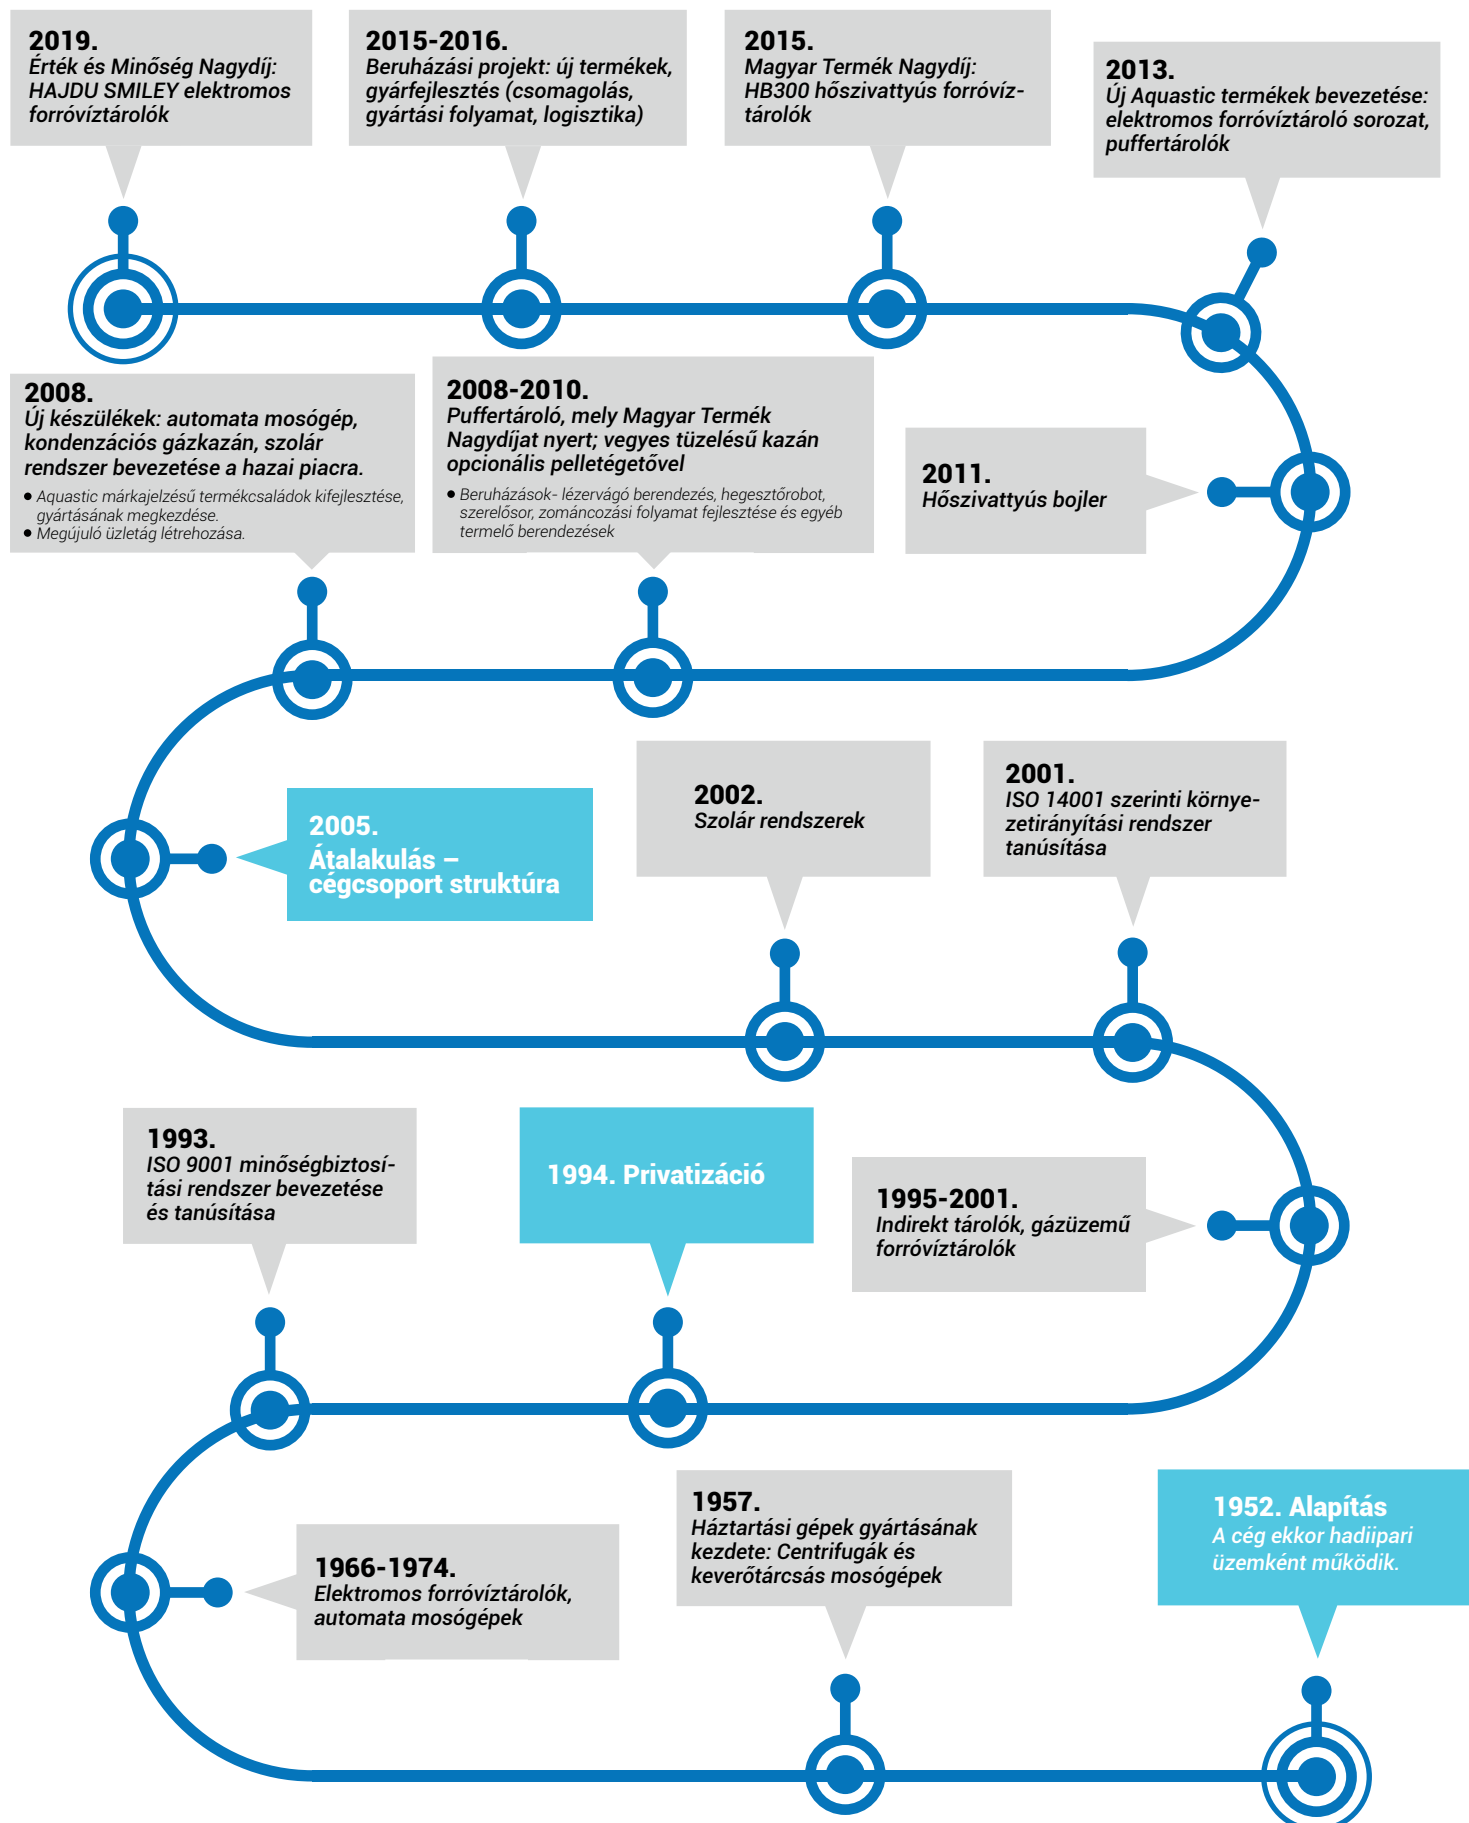 2019.
Érték és Minőség Nagydíj:
HAJDU SMILEY elektromos
forróvíztárolók
2015-2016.
Beruházási projekt: új termékek,
gyárfejlesztés (csomagolás,
gyártási folyamat, logisztika)
2015.
Magyar Termék Nagydíj:
HB300 hőszivattyús forróvíz-
tárolók
2013.
Új Aquastic termékek bevezetése:
elektromos forróvíztároló sorozat,
puffertárolók
2008.
Új készülékek: automata mosógép,
kondenzációs gázkazán, szolár
rendszer bevezetése a hazai piacra.
• Aquastic márkajelzésű termékcsaládok kifejlesztése,
gyártásának megkezdése.
• Megújuló üzletág létrehozása.
2008-2010.
Puffertároló, mely Magyar Termék
Nagydíjat nyert; vegyes tüzelésű kazán
opcionális pelletégetővel
• Beruházások- lézervágó berendezés, hegesztőrobot,
szerelősor, zománcozási folyamat fejlesztése és egyéb
termelő berendezések
2011.
Hőszivattyús bojler
2005.
Átalakulás –
cégcsoport struktúra
2002.
Szolár rendszerek
2001.
ISO 14001 szerinti környe-
zetirányítási rendszer
tanúsítása
1993.
ISO 9001 minőségbiztosí-
tási rendszer bevezetése
és tanúsítása
1994. Privatizáció
1995-2001.
Indirekt tárolók, gázüzemű
forróvíztárolók
1966-1974.
Elektromos forróvíztárolók,
automata mosógépek
1957.
Háztartási gépek gyártásának
kezdete: Centrifugák és
keverőtárcsás mosógépek
1952. Alapítás
A cég ekkor hadiipari
üzemként működik.